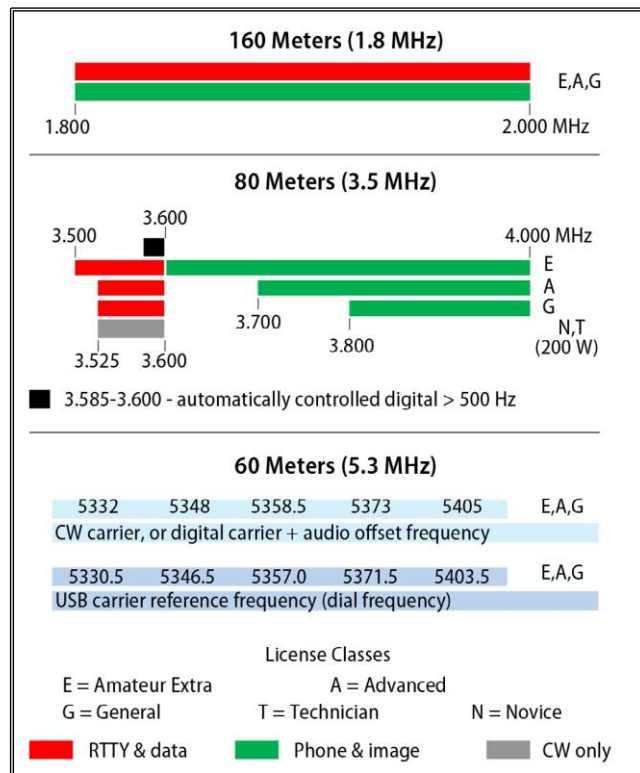 160 Meters (1.8 MHz)
E,A,G
1.800 2.000 MHz
80 Meters (3.5 MHz)
3.600
3.500 4.000 MHz
E
A
3.700 G
3.800 N,T
3.525 3.600 (200 W)
3.585-3.600 - automatically controlled digital > 500 Hz
60 Meters (5.3 MHz)
5332 5348 5358.5 5373 5405 E,A,G
CW carrier, or digital carrier + audio offset frequency
5330.5 5346.5 5357.0 5371.5 5403.5 E,A,G
USB carrier reference frequency (dial frequency)
License Classes
E = Amateur Extra A = Advanced
G = General T = Technician N = Novice
RTTY & data Phone & image CW only